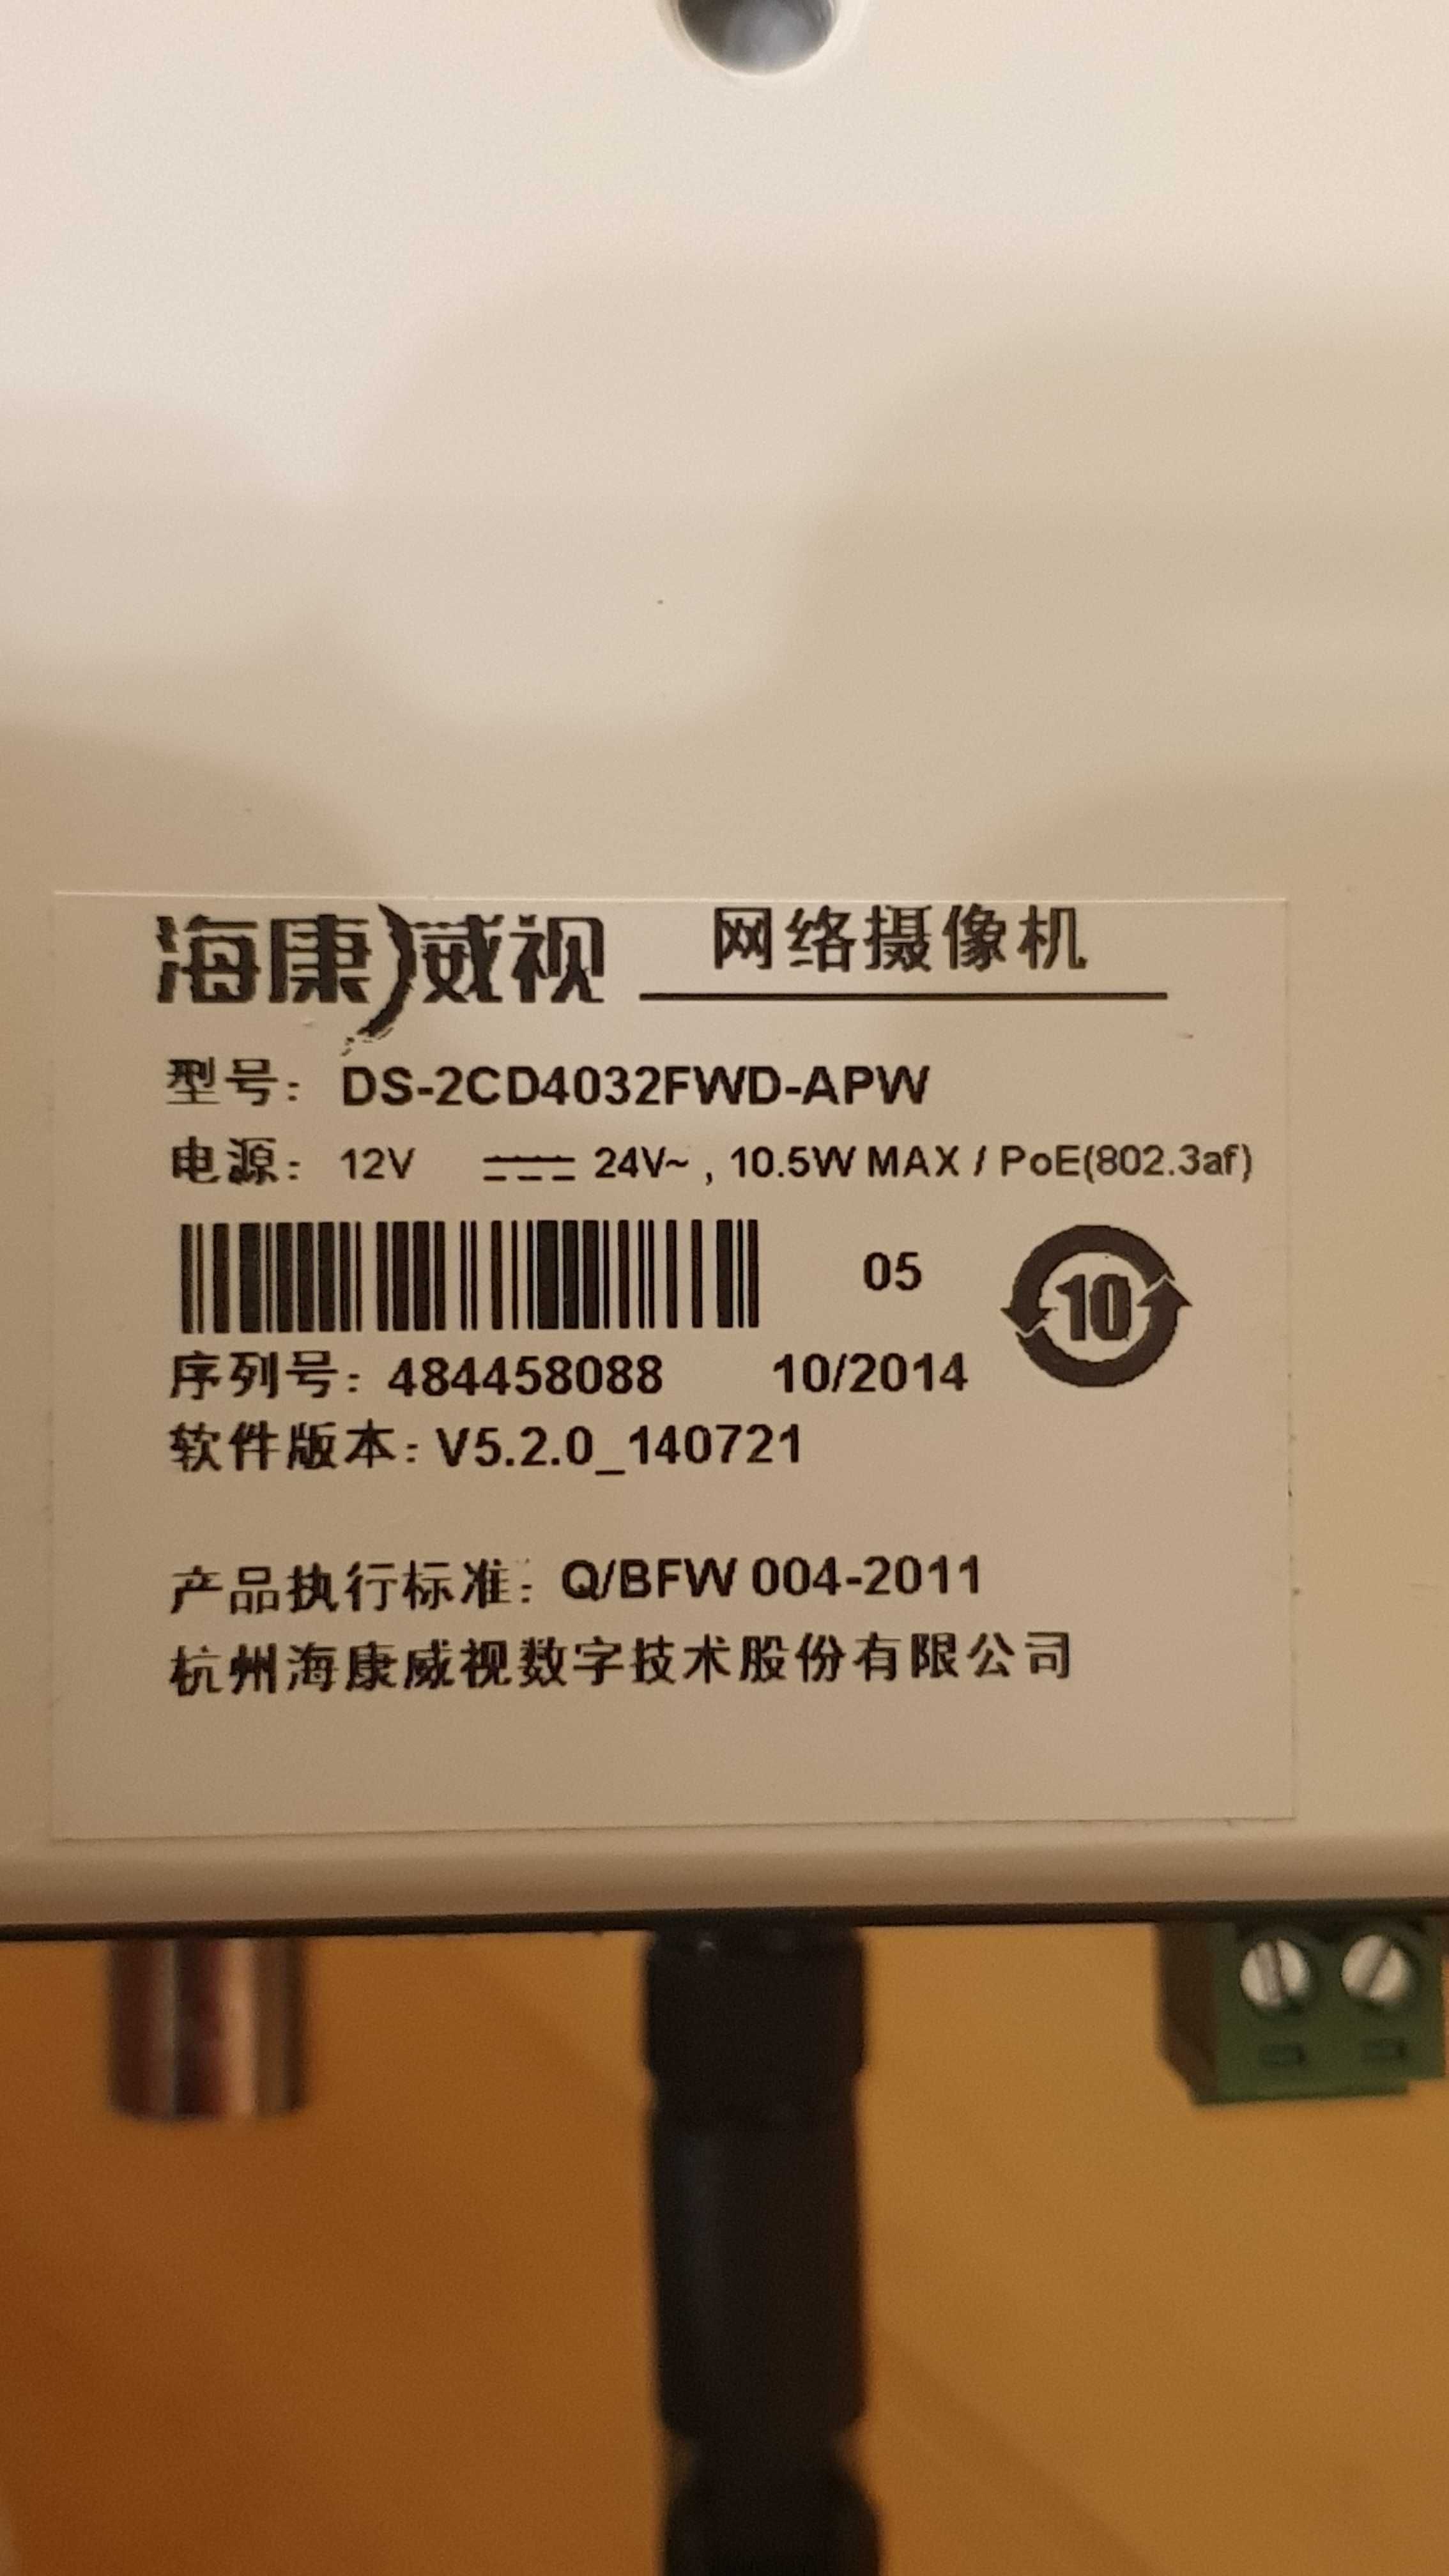 海康威视 网络摄像机
型号: DS-2CD4032FWD-APW
电源: 12V ⎓ 24V~ , 10.5W MAX / PoE(802.3af)
05
10
序列号: 484458088 10/2014
软件版本: V5.2.0_140721
产品执行标准: Q/BFW 004-2011
杭州海康威视数字技术股份有限公司